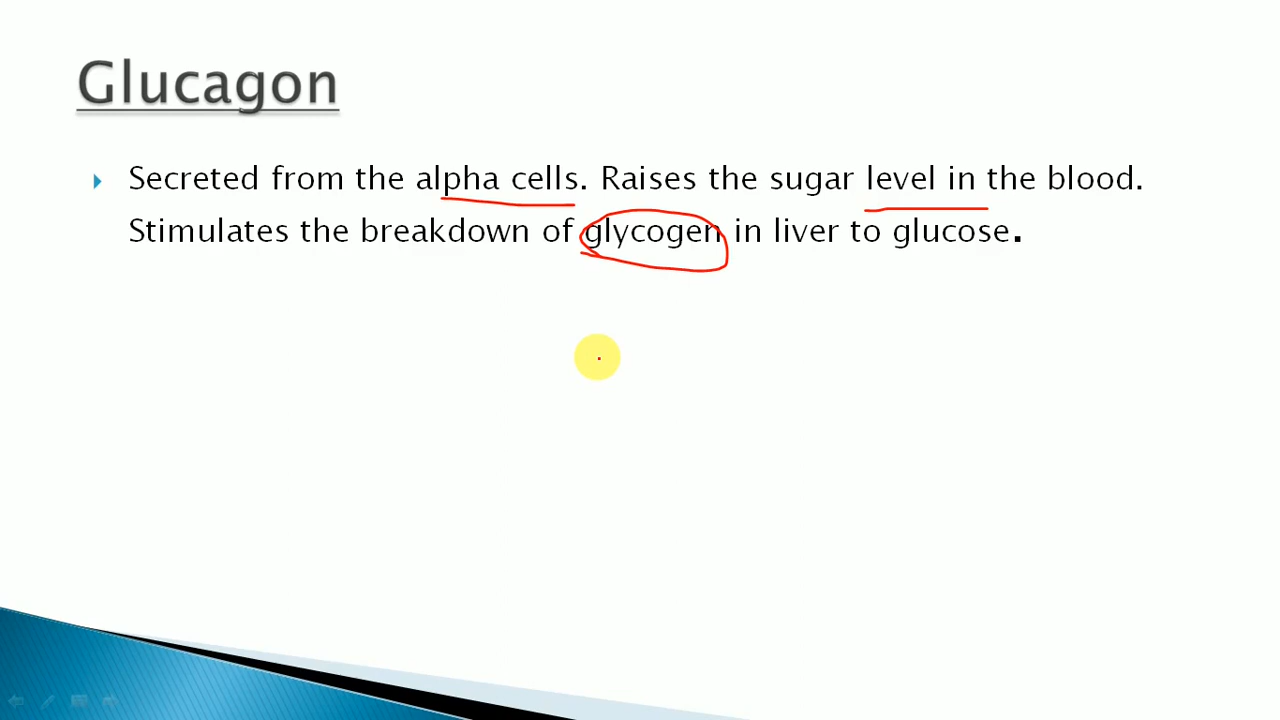 Glucagon
Secreted from the alpha cells. Raises the sugar level in the blood.
Stimulates the breakdown of glycogen in liver to glucose.